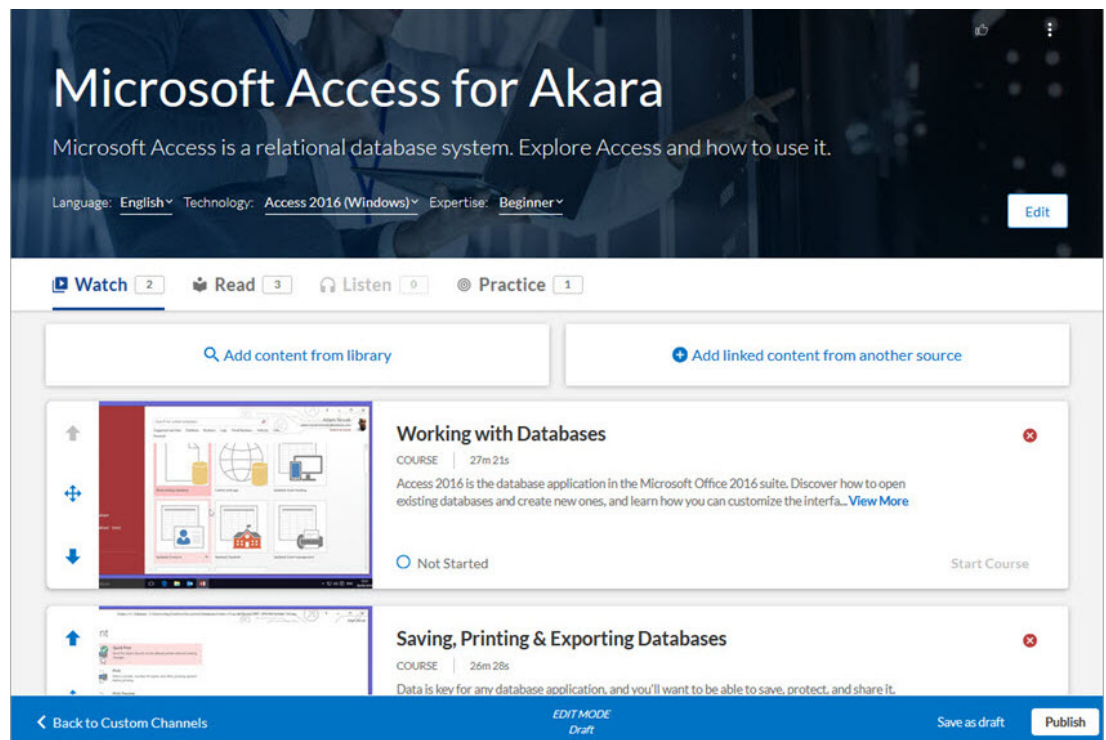 Microsoft Access for Akara
Microsoft Access is a relational database system. Explore Access and how to use it.
Language: English Technology: Access 2016 (Windows) Expertise: Beginner
Edit
Watch 2 Read 3 Listen 0 Practice 1
Add content from library
Add linked content from another source
Working with Databases
COURSE 27m 21s
Access 2016 is the database application in the Microsoft Office 2016 suite. Discover how to open
existing databases and create new ones, and learn how you can customize the interfa... View More
Not Started
Start Course
Saving, Printing & Exporting Databases
COURSE 26m 28s
Data is key for any database application, and you'll want to be able to save, protect, and share it.
Back to Custom Channels
EDIT MODE
Draft
Save as draft
Publish